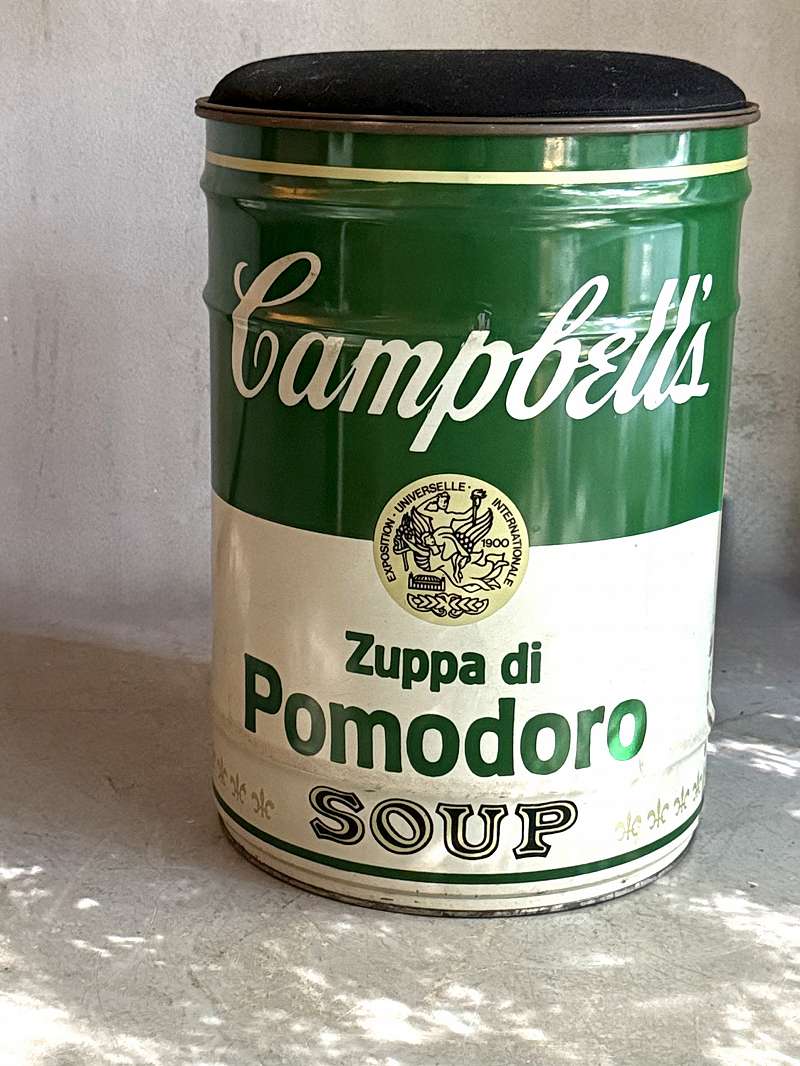 Campbell's
EXPOSITION · UNIVERSELLE · INTERNATIONALE
1900
Zuppa di
Pomodoro
SOUP